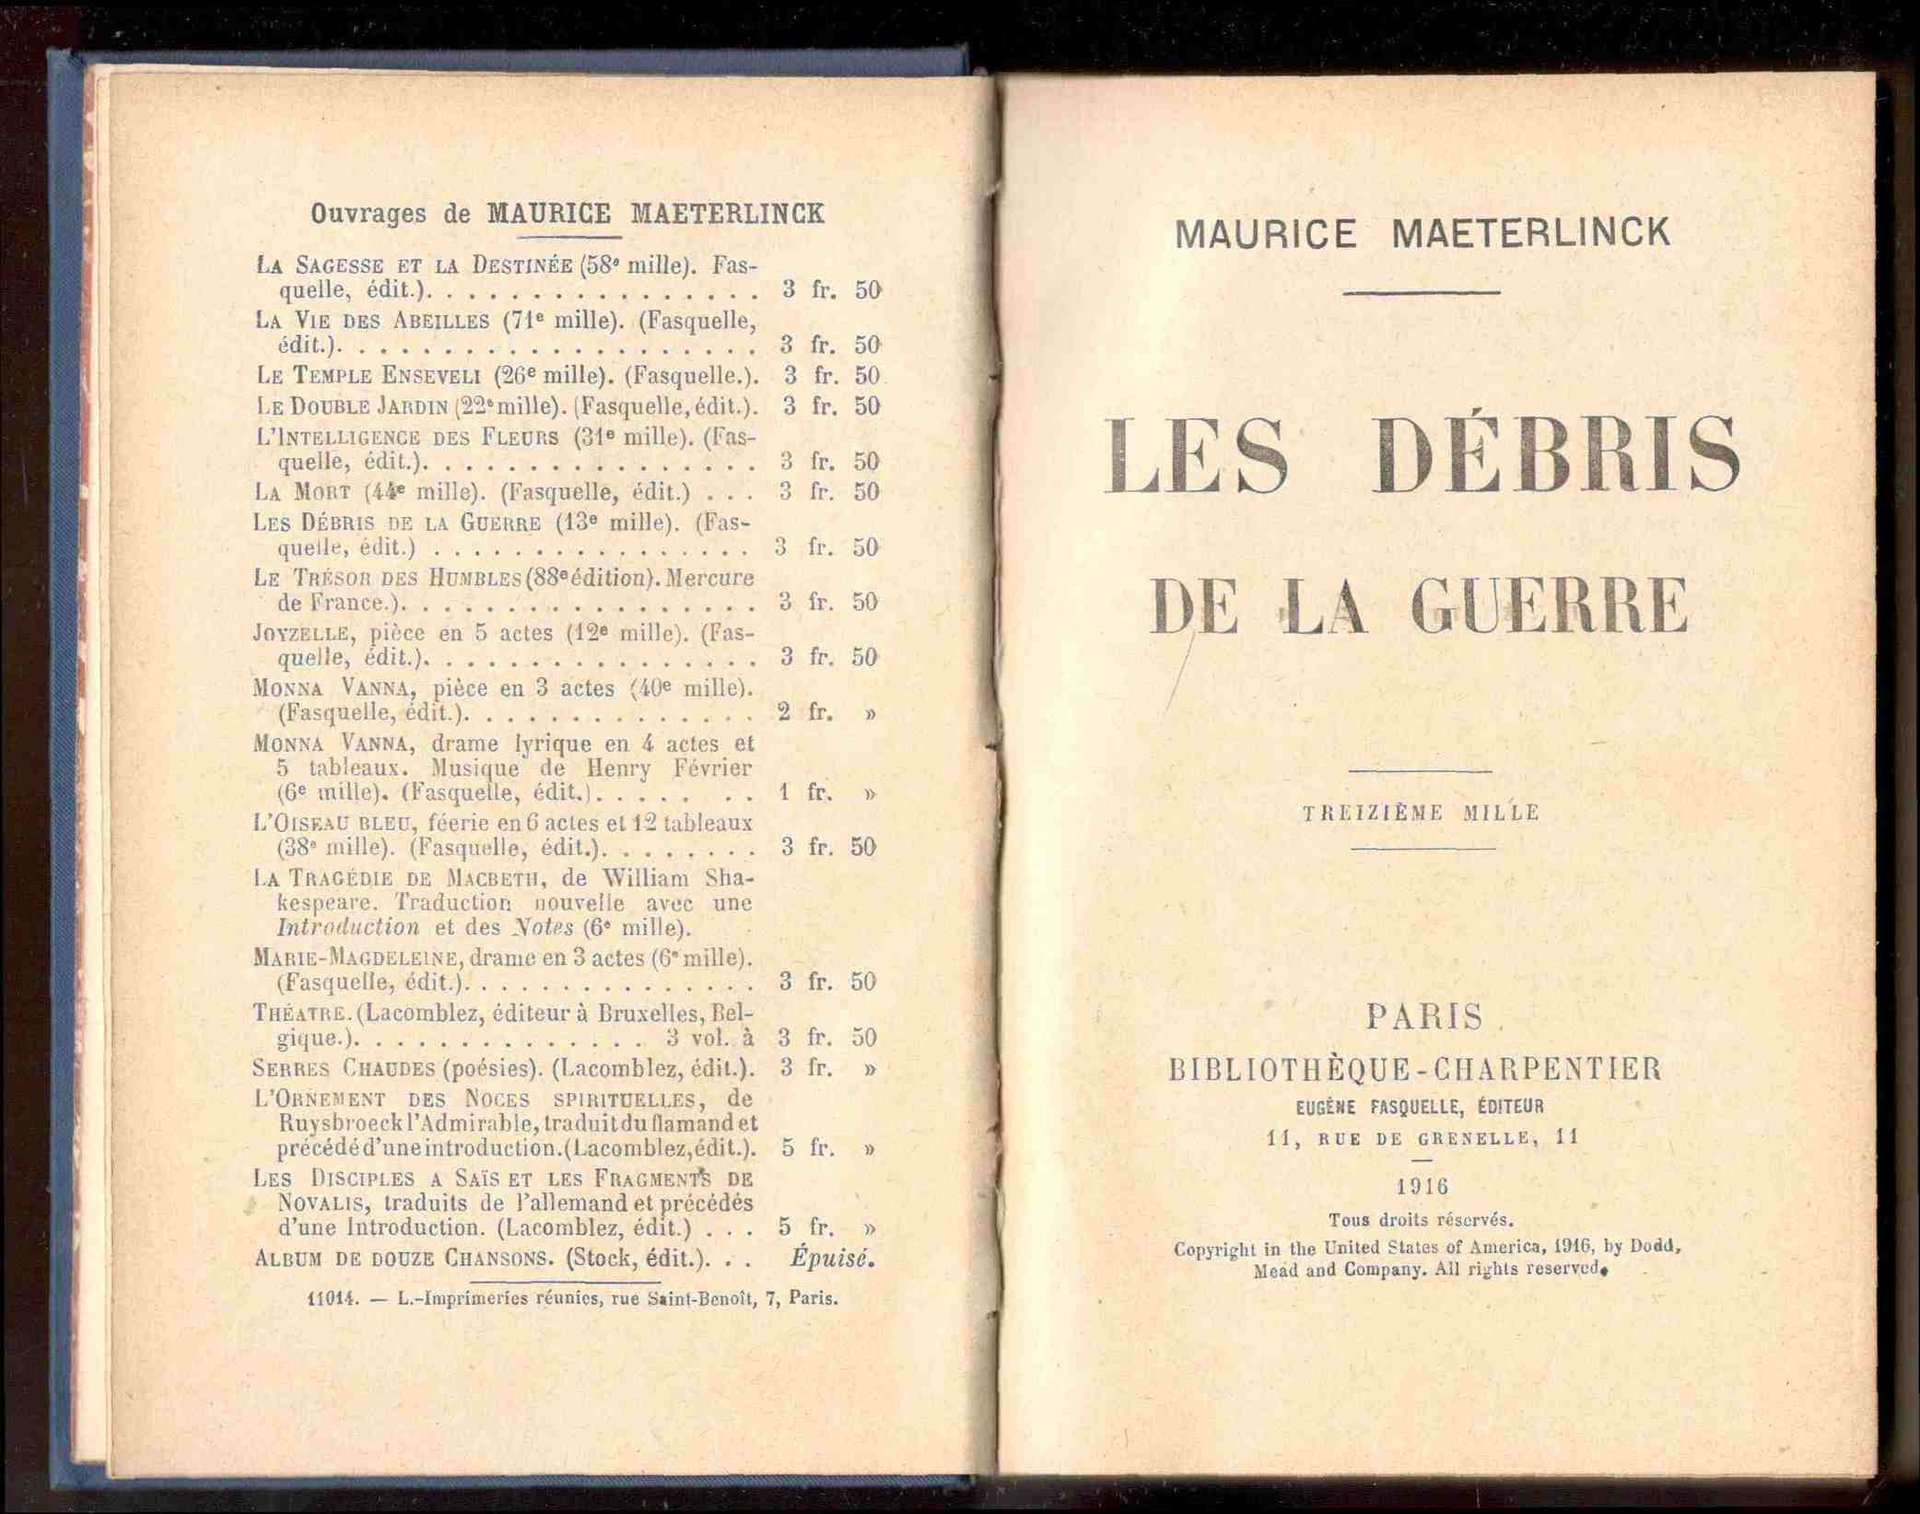 Ouvrages de MAURICE MAETERLINCK
LA SAGESSE ET LA DESTINÉE (58e mille). Fas-
quelle, édit.). . . . . . . . . . . . . . . . 3 fr. 50
LA VIE DES ABEILLES (71e mille). (Fasquelle,
édit.). . . . . . . . . . . . . . . . . . . . 3 fr. 50
LE TEMPLE ENSEVELI (26e mille). (Fasquelle.). 3 fr. 50
LE DOUBLE JARDIN (22e mille). (Fasquelle, édit.). 3 fr. 50
L'INTELLIGENCE DES FLEURS (31e mille). (Fas-
quelle, édit.). . . . . . . . . . . . . . . . 3 fr. 50
LA MORT (44e mille). (Fasquelle, édit.) . . . 3 fr. 50
LES DÉBRIS DE LA GUERRE (13e mille). (Fas-
quelle, édit.) . . . . . . . . . . . . . . . 3 fr. 50
LE TRÉSOR DES HUMBLES (88e édition). Mercure
de France.). . . . . . . . . . . . . . . . . 3 fr. 50
JOYZELLE, pièce en 5 actes (12e mille). (Fas-
quelle, édit.). . . . . . . . . . . . . . . . 3 fr. 50
MONNA VANNA, pièce en 3 actes (40e mille).
(Fasquelle, édit.). . . . . . . . . . . . . . 2 fr. »
MONNA VANNA, drame lyrique en 4 actes et
5 tableaux. Musique de Henry Février
(6e mille). (Fasquelle, édit.). . . . . . . 1 fr. »
L'OISEAU BLEU, féerie en 6 actes et 12 tableaux
(38e mille). (Fasquelle, édit.). . . . . . . . 3 fr. 50
LA TRAGÉDIE DE MACBETH, de William Sha-
kespeare. Traduction nouvelle avec une
Introduction et des Notes (6e mille).
MARIE-MAGDELEINE, drame en 3 actes (6e mille).
(Fasquelle, édit.). . . . . . . . . . . . . . 3 fr. 50
THÉATRE. (Lacomblez, éditeur à Bruxelles, Bel-
gique.). . . . . . . . . . . . . . 3 vol. à 3 fr. 50
SERRES CHAUDES (poésies). (Lacomblez, édit.). 3 fr. »
L'ORNEMENT DES NOCES SPIRITUELLES, de
Ruysbroeck l'Admirable, traduit du flamand et
précédé d'une introduction. (Lacomblez, édit.). 5 fr. »
LES DISCIPLES A SAÏS ET LES FRAGMENTS DE
NOVALIS, traduits de l'allemand et précédés
d'une Introduction. (Lacomblez, édit.) . . . 5 fr. »
ALBUM DE DOUZE CHANSONS. (Stock, édit.). . . Épuisé.
11014. — L.-Imprimeries réunies, rue Saint-Benoît, 7, Paris.
MAURICE MAETERLINCK
LES DÉBRIS
DE LA GUERRE
TREIZIÈME MILLE
PARIS
BIBLIOTHÈQUE-CHARPENTIER
EUGÈNE FASQUELLE, ÉDITEUR
11, RUE DE GRENELLE, 11
1916
Tous droits réservés.
Copyright in the United States of America, 1916, by Dodd,
Mead and Company. All rights reserved.